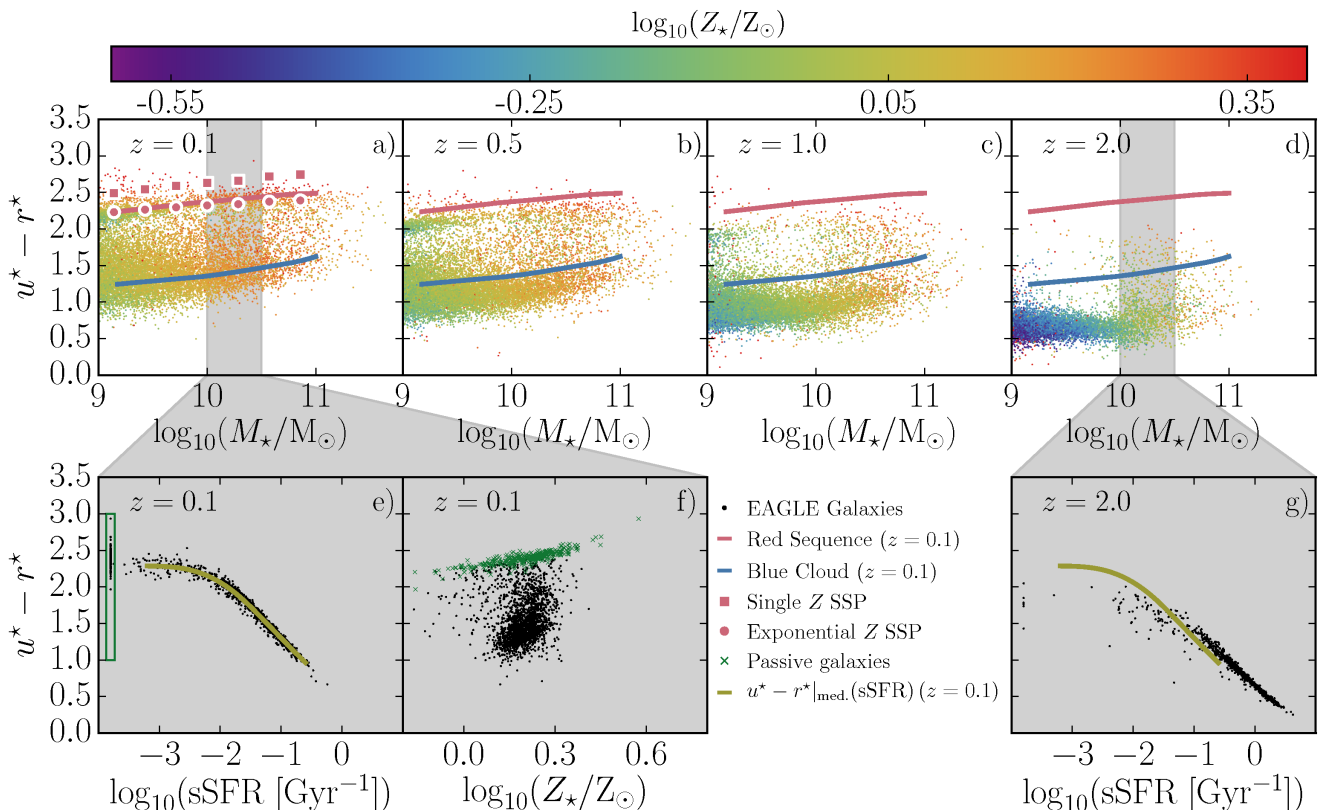 log₁₀(Z⋆/Z⊙)
-0.55 -0.25 0.05 0.35
u⋆ − r⋆
3.5 3.0 2.5 2.0 1.5 1.0 0.5 0.0
z = 0.1 a)
z = 0.5 b)
z = 1.0 c)
z = 2.0 d)
9 10 11
9 10 11
9 10 11
9 10 11
log₁₀(M⋆/M⊙)
log₁₀(M⋆/M⊙)
log₁₀(M⋆/M⊙)
log₁₀(M⋆/M⊙)
u⋆ − r⋆
3.5 3.0 2.5 2.0 1.5 1.0 0.5 0.0
z = 0.1 e)
z = 0.1 f)
EAGLE Galaxies
Red Sequence (z = 0.1)
Blue Cloud (z = 0.1)
Single Z SSP
Exponential Z SSP
Passive galaxies
u⋆ − r⋆|med.(sSFR) (z = 0.1)
z = 2.0 g)
−3 −2 −1 0
0.0 0.3 0.6
−3 −2 −1 0
log₁₀(sSFR [Gyr⁻¹])
log₁₀(Z⋆/Z⊙)
log₁₀(sSFR [Gyr⁻¹])